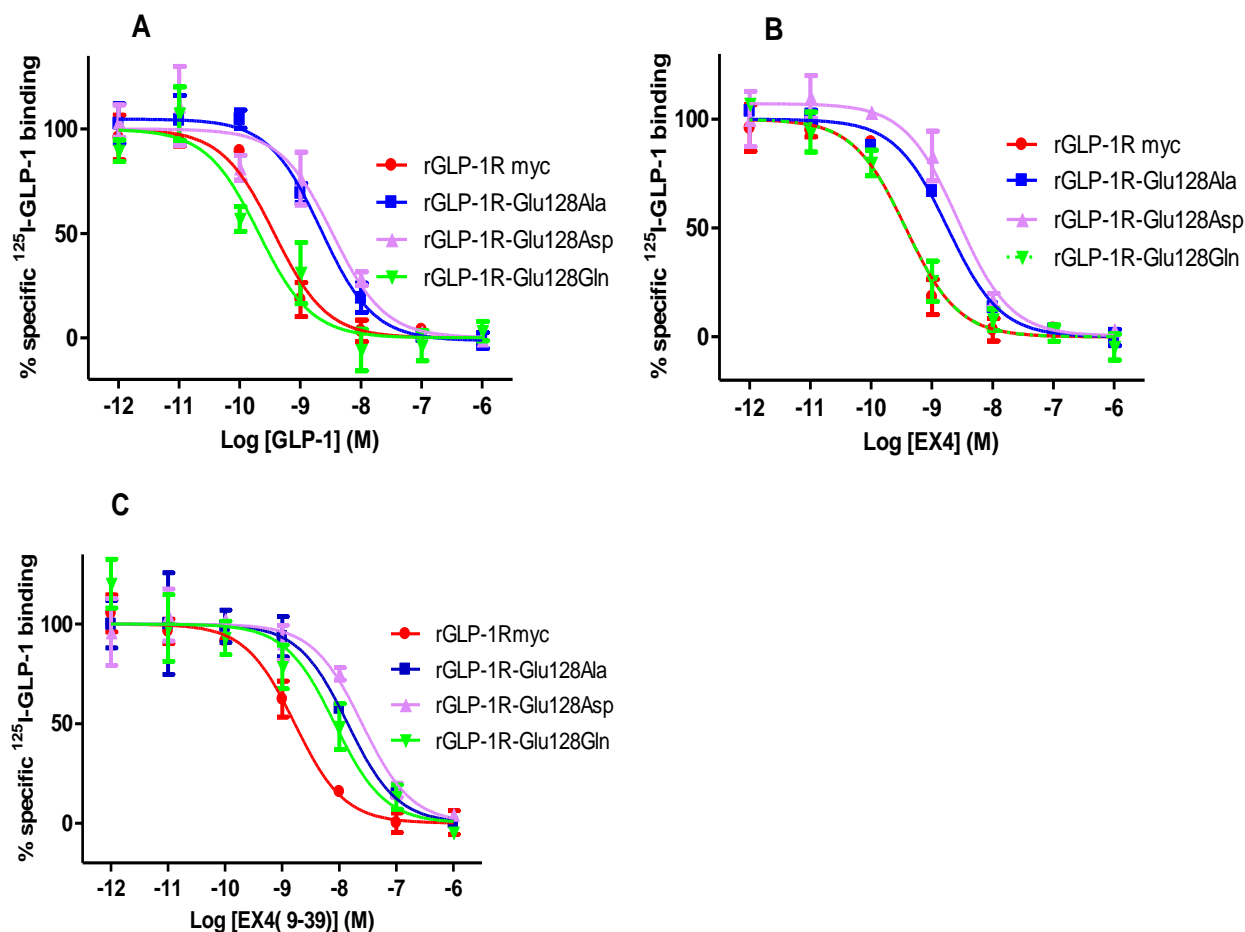 A
% specific ¹²⁵I-GLP-1 binding
100
50
0
-12 -11 -10 -9 -8 -7 -6
Log [GLP-1] (M)
rGLP-1R myc
rGLP-1R-Glu128Ala
rGLP-1R-Glu128Asp
rGLP-1R-Glu128Gln
B
% specific ¹²⁵I-GLP-1 binding
100
50
0
-12 -11 -10 -9 -8 -7 -6
Log [EX4] (M)
rGLP-1R myc
rGLP-1R-Glu128Ala
rGLP-1R-Glu128Asp
rGLP-1R-Glu128Gln
C
% specific ¹²⁵I-GLP-1 binding
100
50
0
-12 -11 -10 -9 -8 -7 -6
Log [EX4( 9-39)] (M)
rGLP-1Rmyc
rGLP-1R-Glu128Ala
rGLP-1R-Glu128Asp
rGLP-1R-Glu128Gln